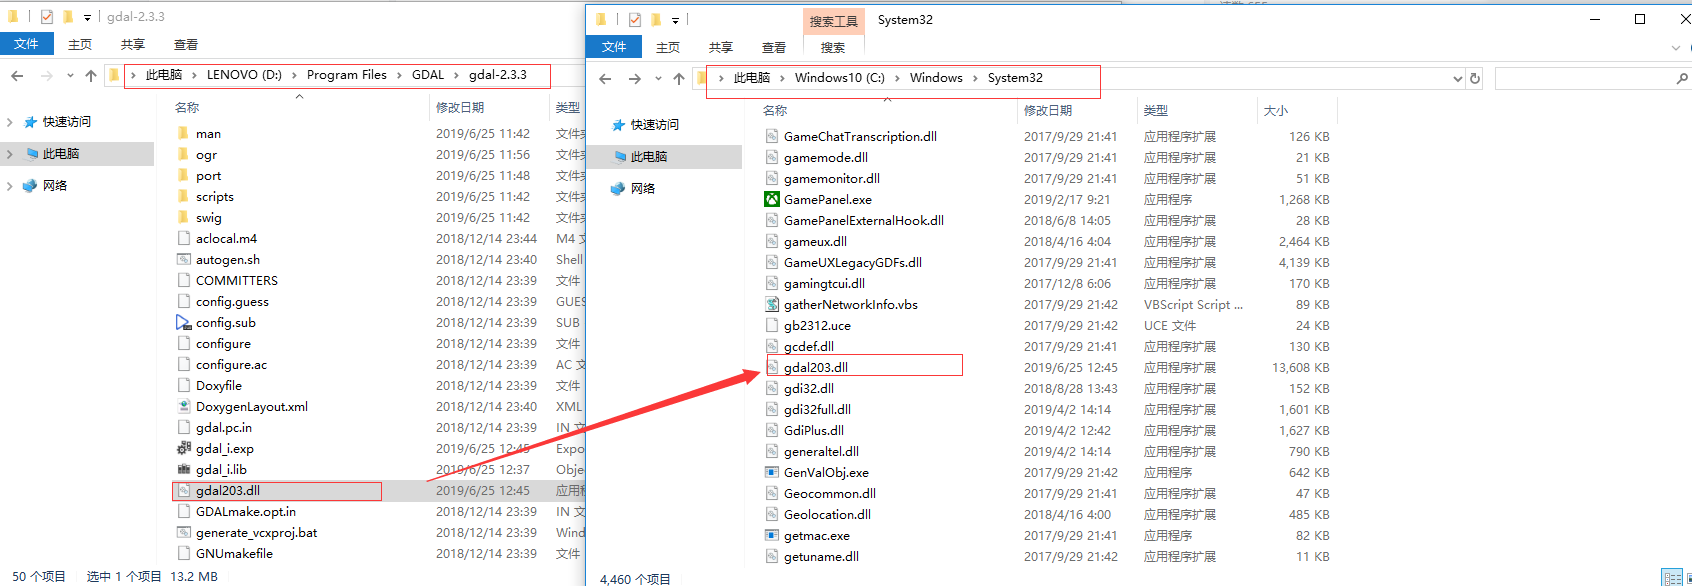 gdal-2.3.3
文件 主页 共享 查看
此电脑 LENOVO (D:) Program Files GDAL gdal-2.3.3
快速访问
此电脑
网络
名称 修改日期 类型
man 2019/6/25 11:42 文件夹
ogr 2019/6/25 11:56 文件夹
port 2019/6/25 11:48 文件夹
scripts 2019/6/25 11:42 文件夹
swig 2019/6/25 11:42 文件夹
aclocal.m4 2018/12/14 23:44 M4 文
autogen.sh 2018/12/14 23:40 Shell
COMMITTERS 2018/12/14 23:39 文件
config.guess 2018/12/14 23:39 GUES
config.sub 2018/12/14 23:39 SUB
configure 2018/12/14 23:39 文件
configure.ac 2018/12/14 23:39 AC 文
Doxyfile 2018/12/14 23:39 文件
DoxygenLayout.xml 2018/12/14 23:40 XML
gdal.pc.in 2018/12/14 23:39 IN 文
gdal_i.exp 2019/6/25 12:45 Expo
gdal_i.lib 2019/6/25 12:37 Obje
gdal203.dll 2019/6/25 12:45 应用程
GDALmake.opt.in 2018/12/14 23:39 IN 文
generate_vcxproj.bat 2018/12/14 23:39 Wind
GNUmakefile 2018/12/14 23:39 文件
50 个项目 选中 1 个项目 13.2 MB
搜索工具 System32
文件 主页 共享 查看 搜索
此电脑 Windows10 (C:) Windows System32
快速访问
此电脑
网络
名称 修改日期 类型 大小
GameChatTranscription.dll 2017/9/29 21:41 应用程序扩展 126 KB
gamemode.dll 2017/9/29 21:41 应用程序扩展 21 KB
gamemonitor.dll 2017/9/29 21:41 应用程序扩展 51 KB
GamePanel.exe 2019/2/17 9:21 应用程序 1,268 KB
GamePanelExternalHook.dll 2018/6/8 14:05 应用程序扩展 28 KB
gameux.dll 2018/4/16 4:04 应用程序扩展 2,464 KB
GameUXLegacyGDFs.dll 2017/9/29 21:41 应用程序扩展 4,139 KB
gamingtcui.dll 2017/12/8 6:06 应用程序扩展 170 KB
gatherNetworkInfo.vbs 2017/9/29 21:42 VBScript Script ... 89 KB
gb2312.uce 2017/9/29 21:42 UCE 文件 24 KB
gcdef.dll 2017/9/29 21:41 应用程序扩展 130 KB
gdal203.dll 2019/6/25 12:45 应用程序扩展 13,608 KB
gdi32.dll 2018/8/28 13:43 应用程序扩展 152 KB
gdi32full.dll 2019/4/2 14:14 应用程序扩展 1,601 KB
GdiPlus.dll 2019/4/2 12:42 应用程序扩展 1,627 KB
generaltel.dll 2019/4/2 14:14 应用程序扩展 790 KB
GenValObj.exe 2017/9/29 21:42 应用程序 642 KB
Geocommon.dll 2017/9/29 21:41 应用程序扩展 47 KB
Geolocation.dll 2018/4/16 4:00 应用程序扩展 485 KB
getmac.exe 2017/9/29 21:41 应用程序 82 KB
getuname.dll 2017/9/29 21:42 应用程序扩展 11 KB
4,460 个项目